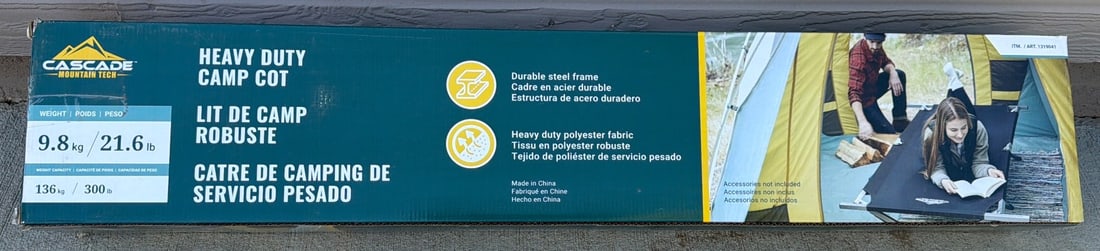 CASCADE
MOUNTAIN TECH
WEIGHT | POIDS | PESO
9.8 kg / 21.6 lb
WEIGHT CAPACITY | CAPACITÉ DE POIDS | CAPACIDAD DE PESO
136 kg / 300 lb
HEAVY DUTY
CAMP COT
LIT DE CAMP
ROBUSTE
CATRE DE CAMPING DE
SERVICIO PESADO
Durable steel frame
Cadre en acier durable
Estructura de acero duradero
Heavy duty polyester fabric
Tissu en polyester robuste
Tejido de poliéster de servicio pesado
Made in China
Fabriqué en Chine
Hecho en China
ITM. / ART. 1319041
Accessories not included
Accessoires non inclus
Accesorios no incluidos